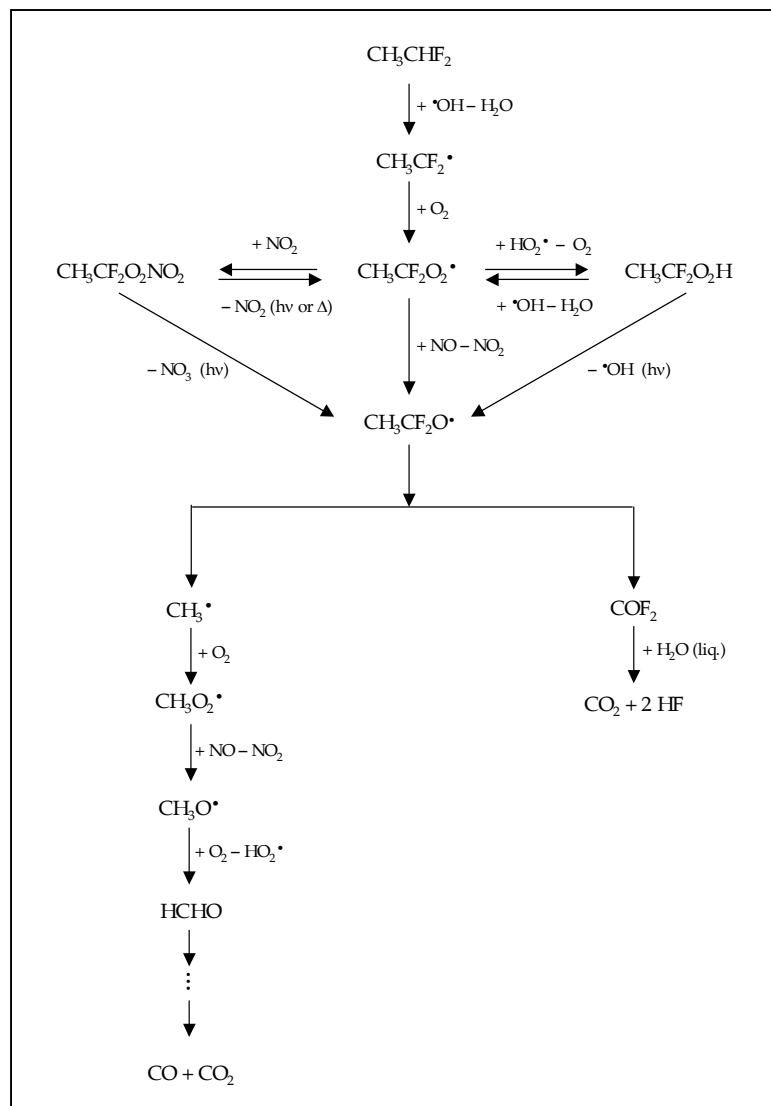 CH₃CHF₂
+ •OH – H₂O
CH₃CF₂•
+ O₂
+ NO₂
+ HO₂• – O₂
CH₃CF₂O₂NO₂
CH₃CF₂O₂•
CH₃CF₂O₂H
– NO₂ (hν or Δ)
+ •OH – H₂O
+ NO – NO₂
– NO₃ (hν)
– •OH (hν)
CH₃CF₂O•
CH₃•
COF₂
+ O₂
+ H₂O (liq.)
CH₃O₂•
CO₂ + 2 HF
+ NO – NO₂
CH₃O•
+ O₂ – HO₂•
HCHO
⋮
CO + CO₂